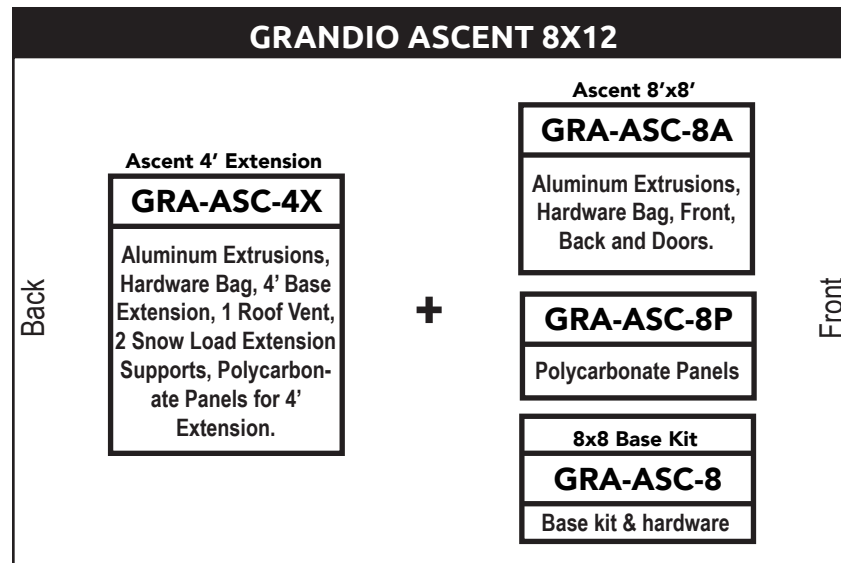 GRANDIO ASCENT 8X12
Back
Ascent 4’ Extension
GRA-ASC-4X
Aluminum Extrusions,
Hardware Bag, 4’ Base
Extension, 1 Roof Vent,
2 Snow Load Extension
Supports, Polycarbon-
ate Panels for 4’
Extension.
+
Ascent 8’x8’
GRA-ASC-8A
Aluminum Extrusions,
Hardware Bag, Front,
Back and Doors.
GRA-ASC-8P
Polycarbonate Panels
8x8 Base Kit
GRA-ASC-8
Base kit & hardware
Front